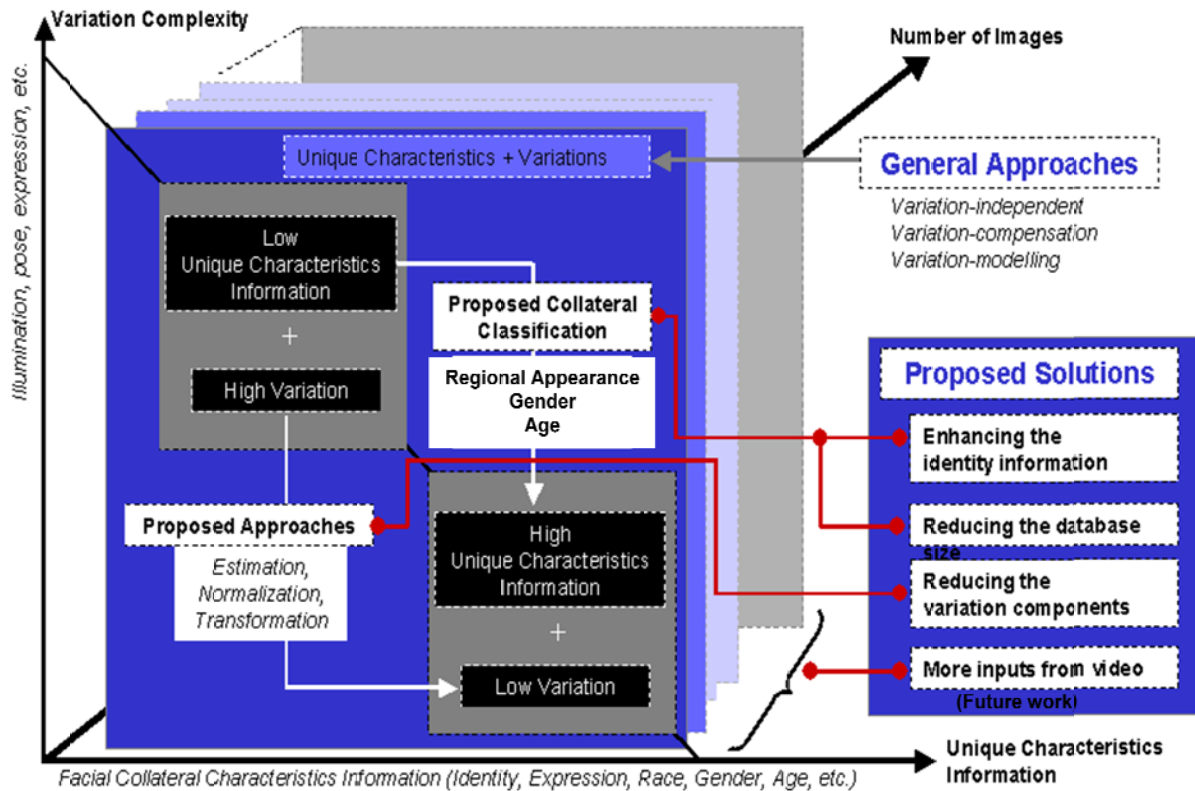 Variation Complexity
Number of Images
Illumination, pose, expression, etc.
Unique Characteristics + Variations
General Approaches
Variation-independent
Variation-compensation
Variation-modelling
Low
Unique Characteristics
Information
+
High Variation
Proposed Collateral
Classification
Regional Appearance
Gender
Age
Proposed Approaches
Estimation,
Normalization,
Transformation
High
Unique Characteristics
Information
+
Low Variation
Proposed Solutions
Enhancing the
identity information
Reducing the database
size
Reducing the
variation components
More inputs from video
(Future work)
Unique Characteristics
Information
Facial Collateral Characteristics Information (Identity, Expression, Race, Gender, Age, etc.)